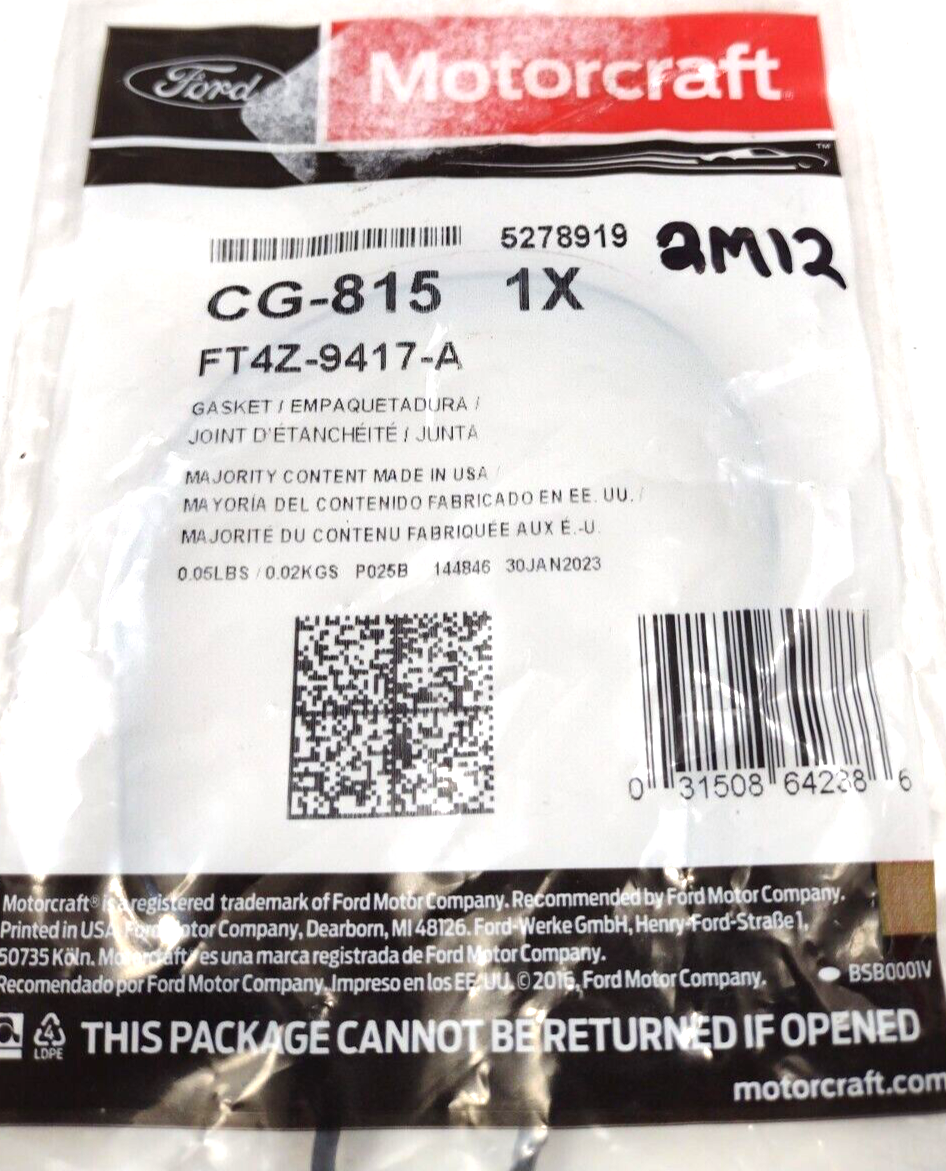 Ford Motorcraft®
™
5278919 2M12
CG-815 1X
FT4Z-9417-A
GASKET / EMPAQUETADURA /
JOINT D'ÉTANCHÉITÉ / JUNTA
MAJORITY CONTENT MADE IN USA /
MAYORÍA DEL CONTENIDO FABRICADO EN EE. UU. /
MAJORITÉ DU CONTENU FABRIQUÉE AUX É.-U.
0.05LBS / 0.02KGS P025B 144846 30JAN2023
0 31508 64238 6
Motorcraft® is a registered trademark of Ford Motor Company. Recommended by Ford Motor Company.
Printed in USA, Ford Motor Company, Dearborn, MI 48126. Ford-Werke GmbH, Henry-Ford-Straße 1,
50735 Köln. Motorcraft® es una marca registrada de Ford Motor Company.
Recomendado por Ford Motor Company. Impreso en los EE. UU. © 2016, Ford Motor Company. BSB0001V
4 LDPE THIS PACKAGE CANNOT BE RETURNED IF OPENED
motorcraft.com